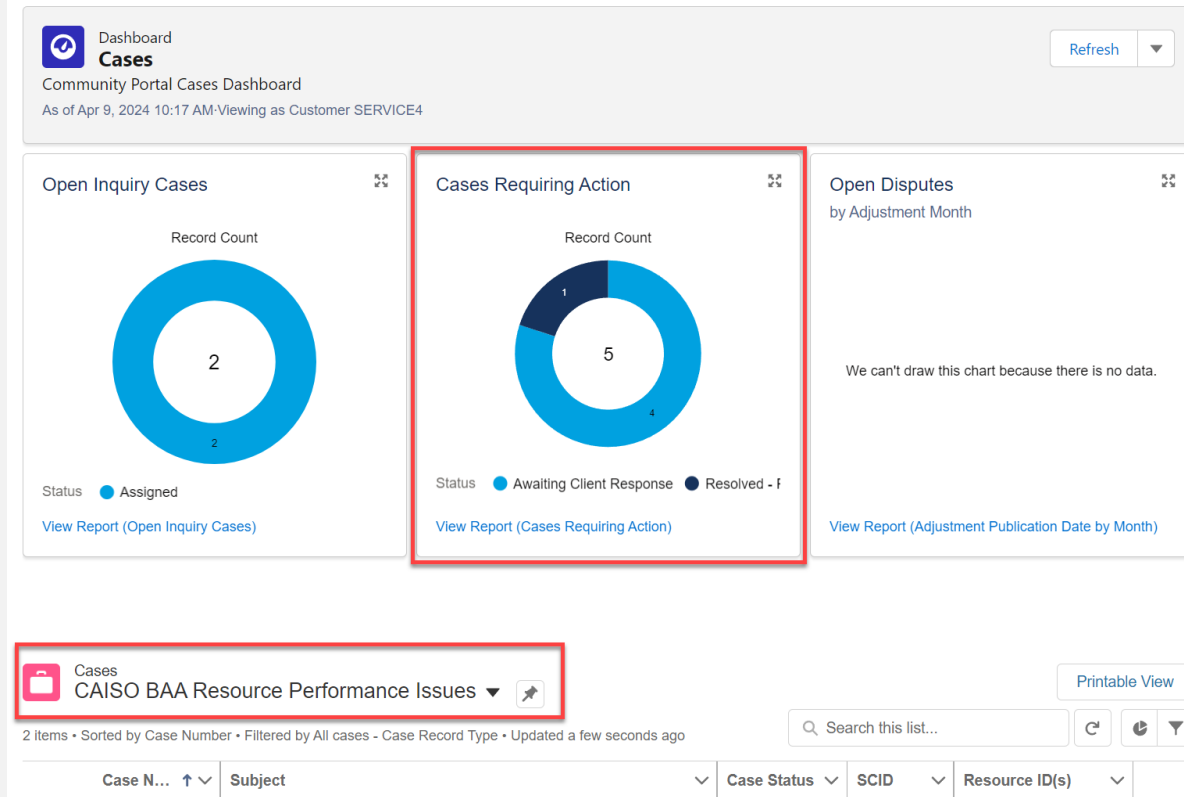 Dashboard
Cases
Community Portal Cases Dashboard
As of Apr 9, 2024 10:17 AM·Viewing as Customer SERVICE4
Refresh
Open Inquiry Cases
Record Count
2
2
Status Assigned
View Report (Open Inquiry Cases)
Cases Requiring Action
Record Count
1
5
4
Status Awaiting Client Response Resolved -
View Report (Cases Requiring Action)
Open Disputes
by Adjustment Month
We can't draw this chart because there is no data.
View Report (Adjustment Publication Date by Month)
Cases
CAISO BAA Resource Performance Issues
Printable View
2 items • Sorted by Case Number • Filtered by All cases - Case Record Type • Updated a few seconds ago
Search this list...
Case N... Subject Case Status SCID Resource ID(s)